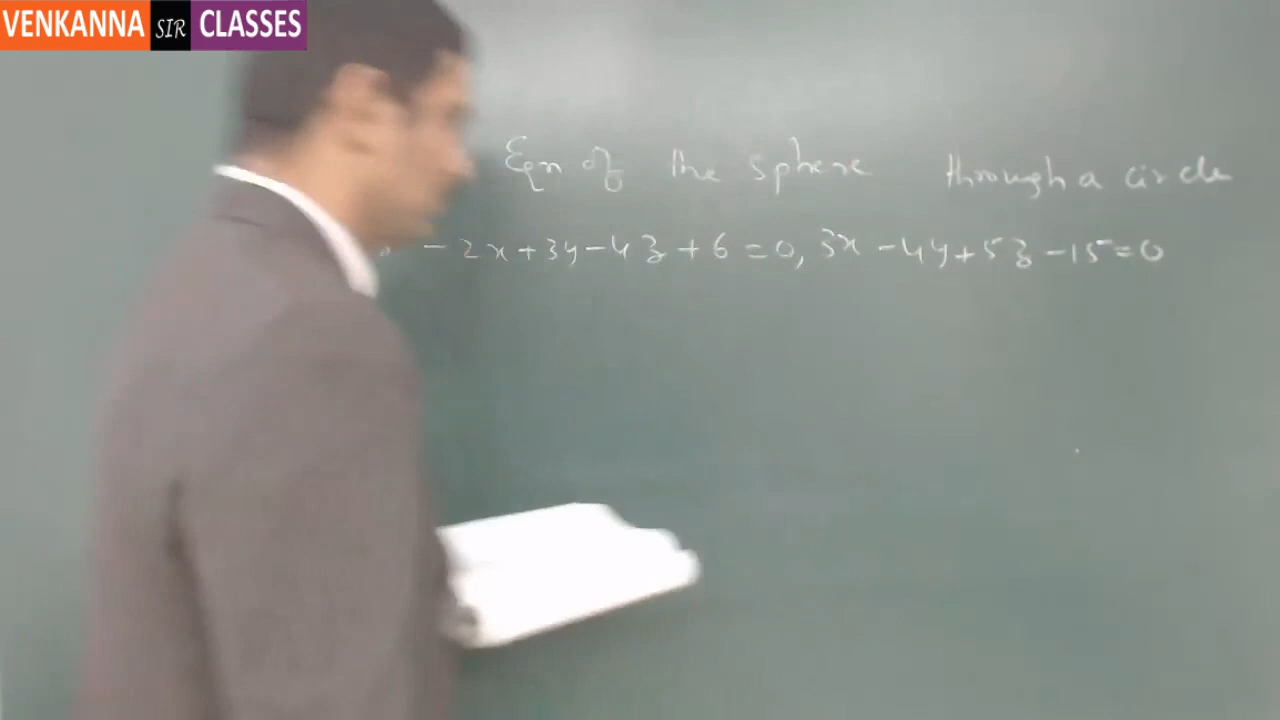 VENKANNA SIR CLASSES
Eqn of the sphere through a circle
- 2x + 3y - 4z + 6 = 0, 3x - 4y + 5z - 15 = 0